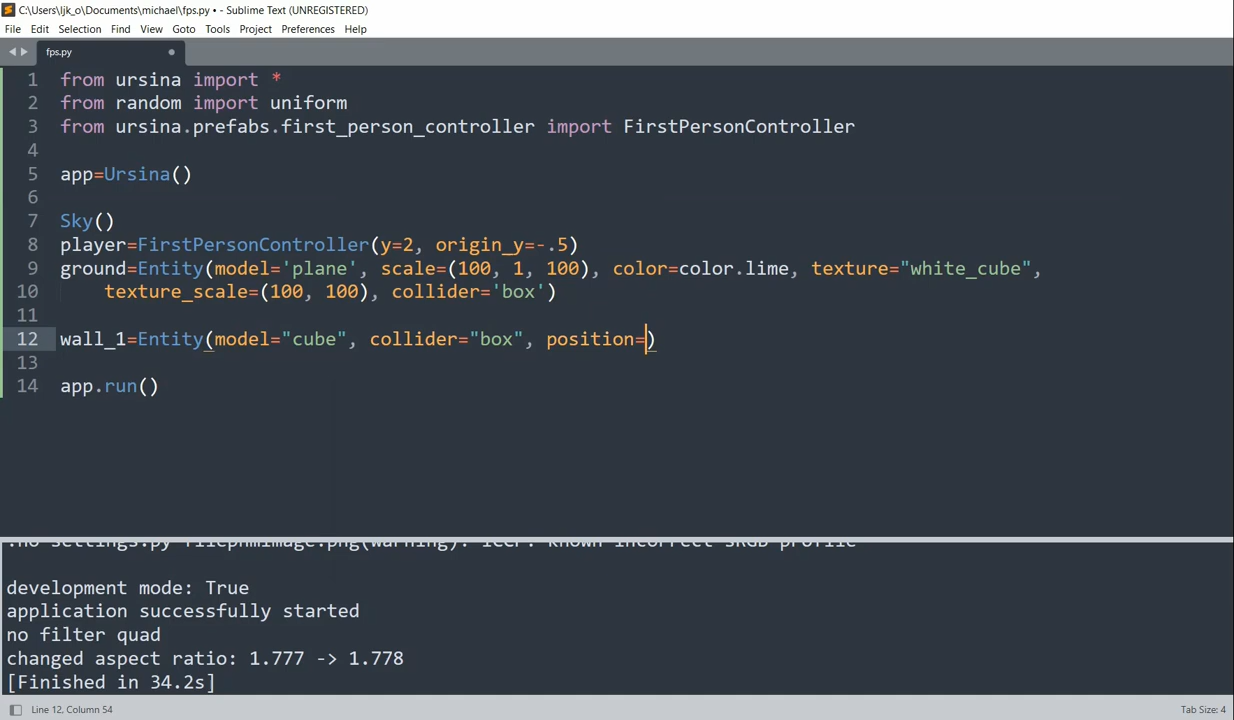 C:\Users\ljk_o\Documents\michael\fps.py • - Sublime Text (UNREGISTERED)
File Edit Selection Find View Goto Tools Project Preferences Help
fps.py
1 from ursina import *
2 from random import uniform
3 from ursina.prefabs.first_person_controller import FirstPersonController
4
5 app=Ursina()
6
7 Sky()
8 player=FirstPersonController(y=2, origin_y=-.5)
9 ground=Entity(model='plane', scale=(100, 1, 100), color=color.lime, texture="white_cube",
10 texture_scale=(100, 100), collider='box')
11
12 wall_1=Entity(model="cube", collider="box", position=)
13
14 app.run()
development mode: True
application successfully started
no filter quad
changed aspect ratio: 1.777 -> 1.778
[Finished in 34.2s]
Line 12, Column 54
Tab Size: 4